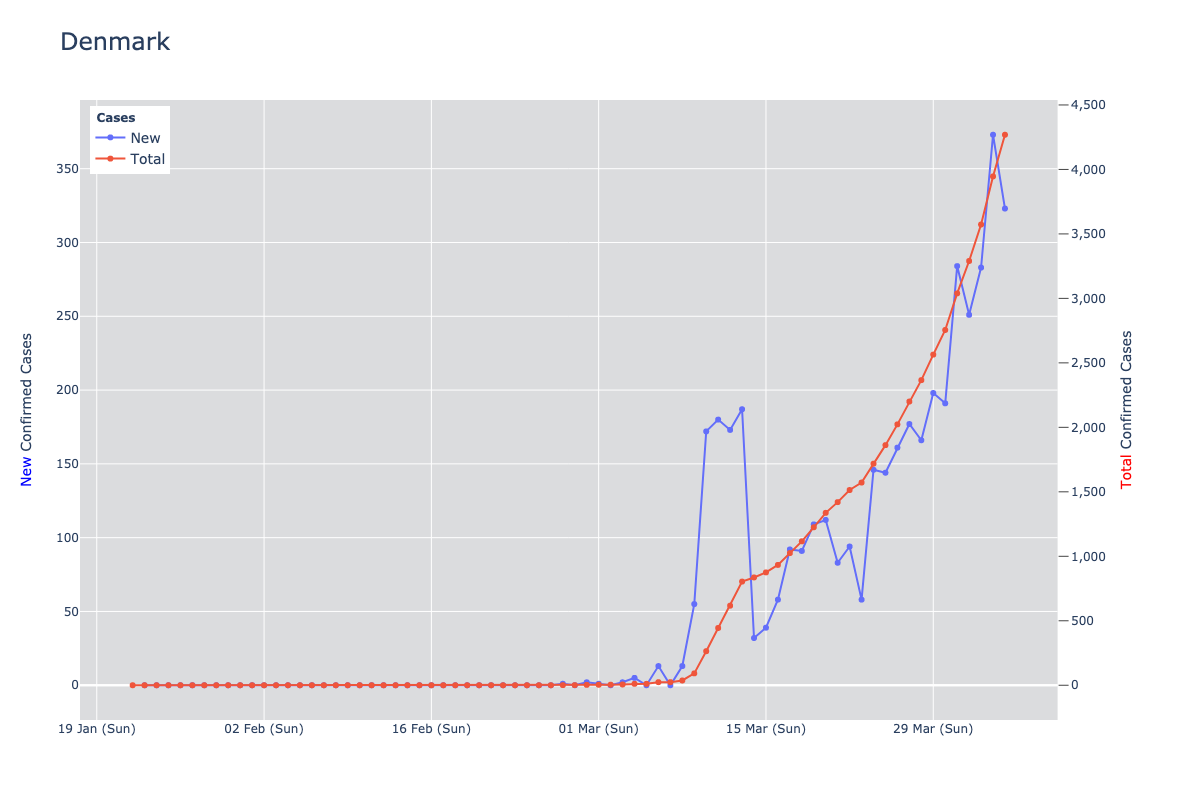 Denmark
Cases
New
Total
350
300
250
200
150
100
50
0
4,500
4,000
3,500
3,000
2,500
2,000
1,500
1,000
500
0
New Confirmed Cases
Total Confirmed Cases
19 Jan (Sun) 02 Feb (Sun) 16 Feb (Sun) 01 Mar (Sun) 15 Mar (Sun) 29 Mar (Sun)